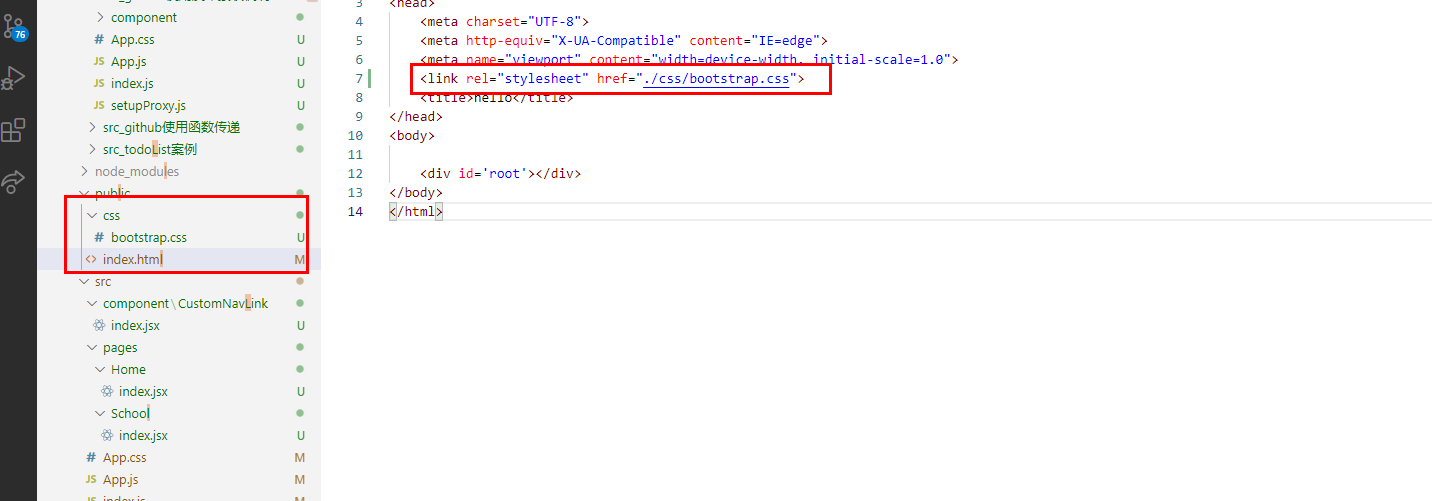 76
component
# App.css U
JS App.js U
JS index.js U
JS setupProxy.js U
src_github使用函数传递
src_todoList案例
node_modules
public
css
# bootstrap.css U
<> index.html M
src
component\CustomNavLink
index.jsx U
pages
Home
index.jsx U
School
index.jsx U
# App.css M
JS App.js M
JS index.js M
3 <head>
4 <meta charset="UTF-8">
5 <meta http-equiv="X-UA-Compatible" content="IE=edge">
6 <meta name="viewport" content="width=device-width, initial-scale=1.0">
7 <link rel="stylesheet" href="./css/bootstrap.css">
8 <title>hello</title>
9 </head>
10 <body>
11
12 <div id='root'></div>
13 </body>
14 </html>